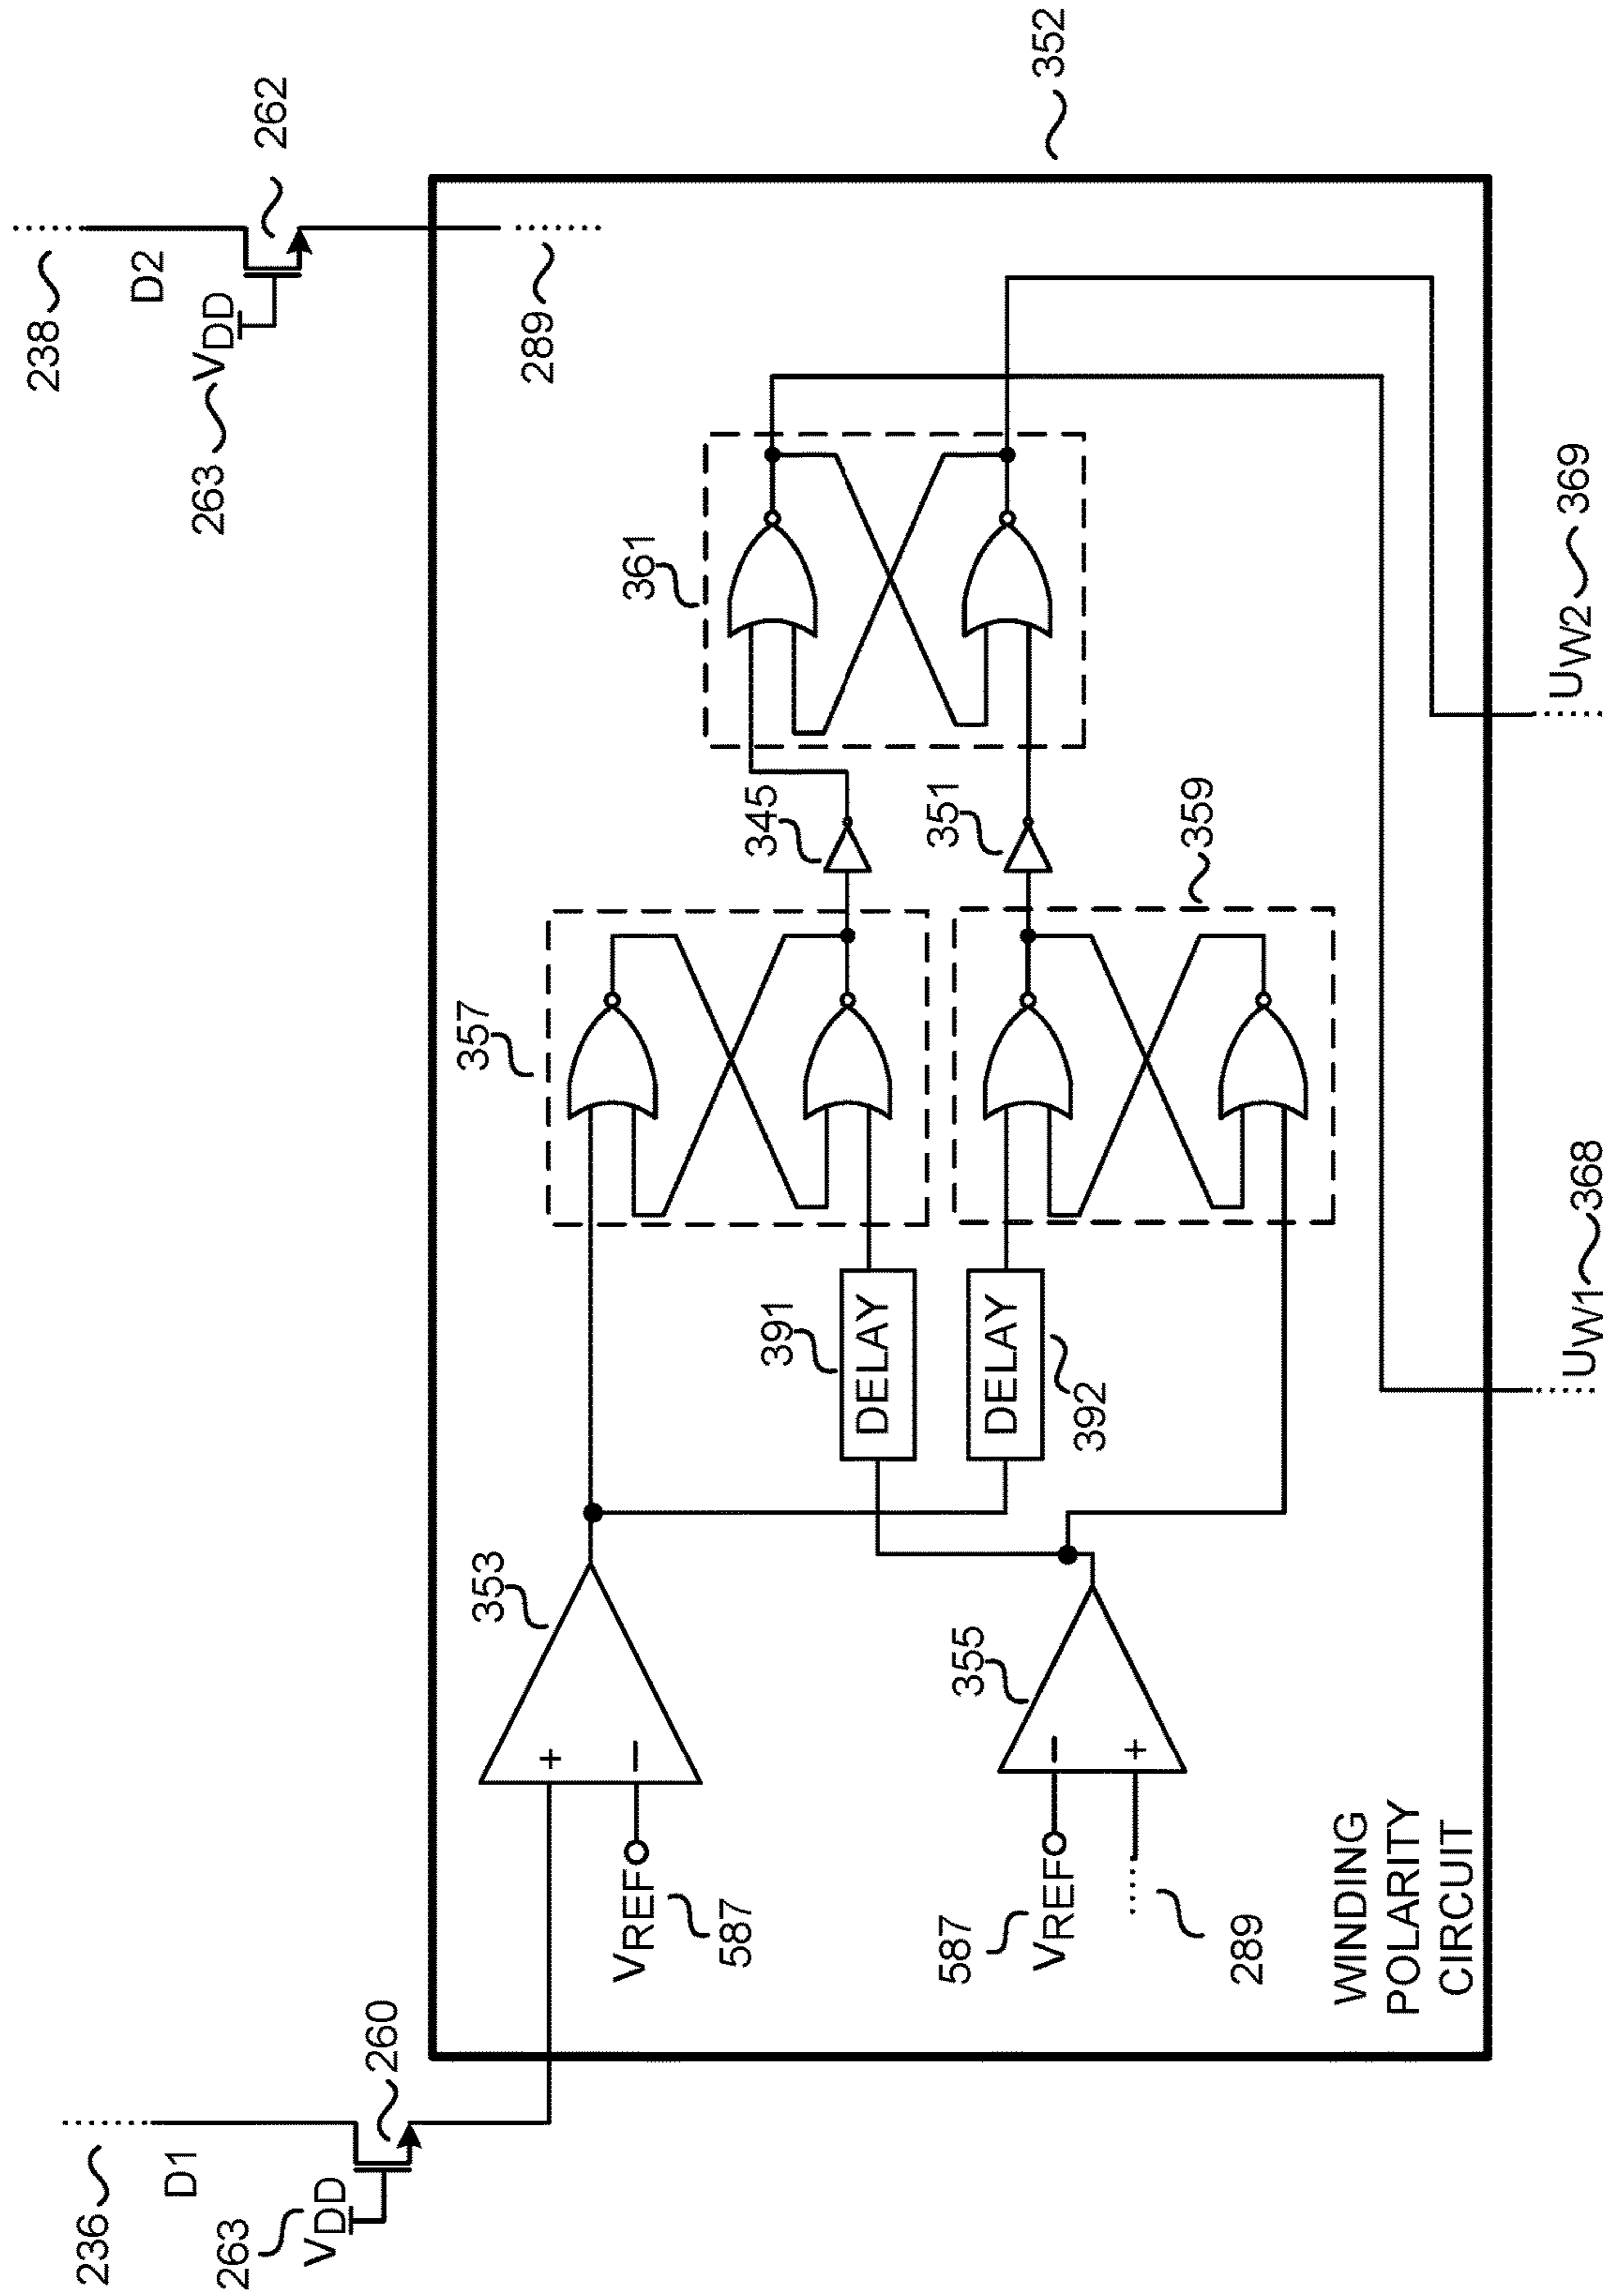 236
D1
263
VDD
260
238
D2
263
VDD
262
289
352
353
VREF
587
355
587
VREF
289
391
DELAY
DELAY
392
357
359
345
351
361
WINDING
POLARITY
CIRCUIT
UW1
368
UW2
369